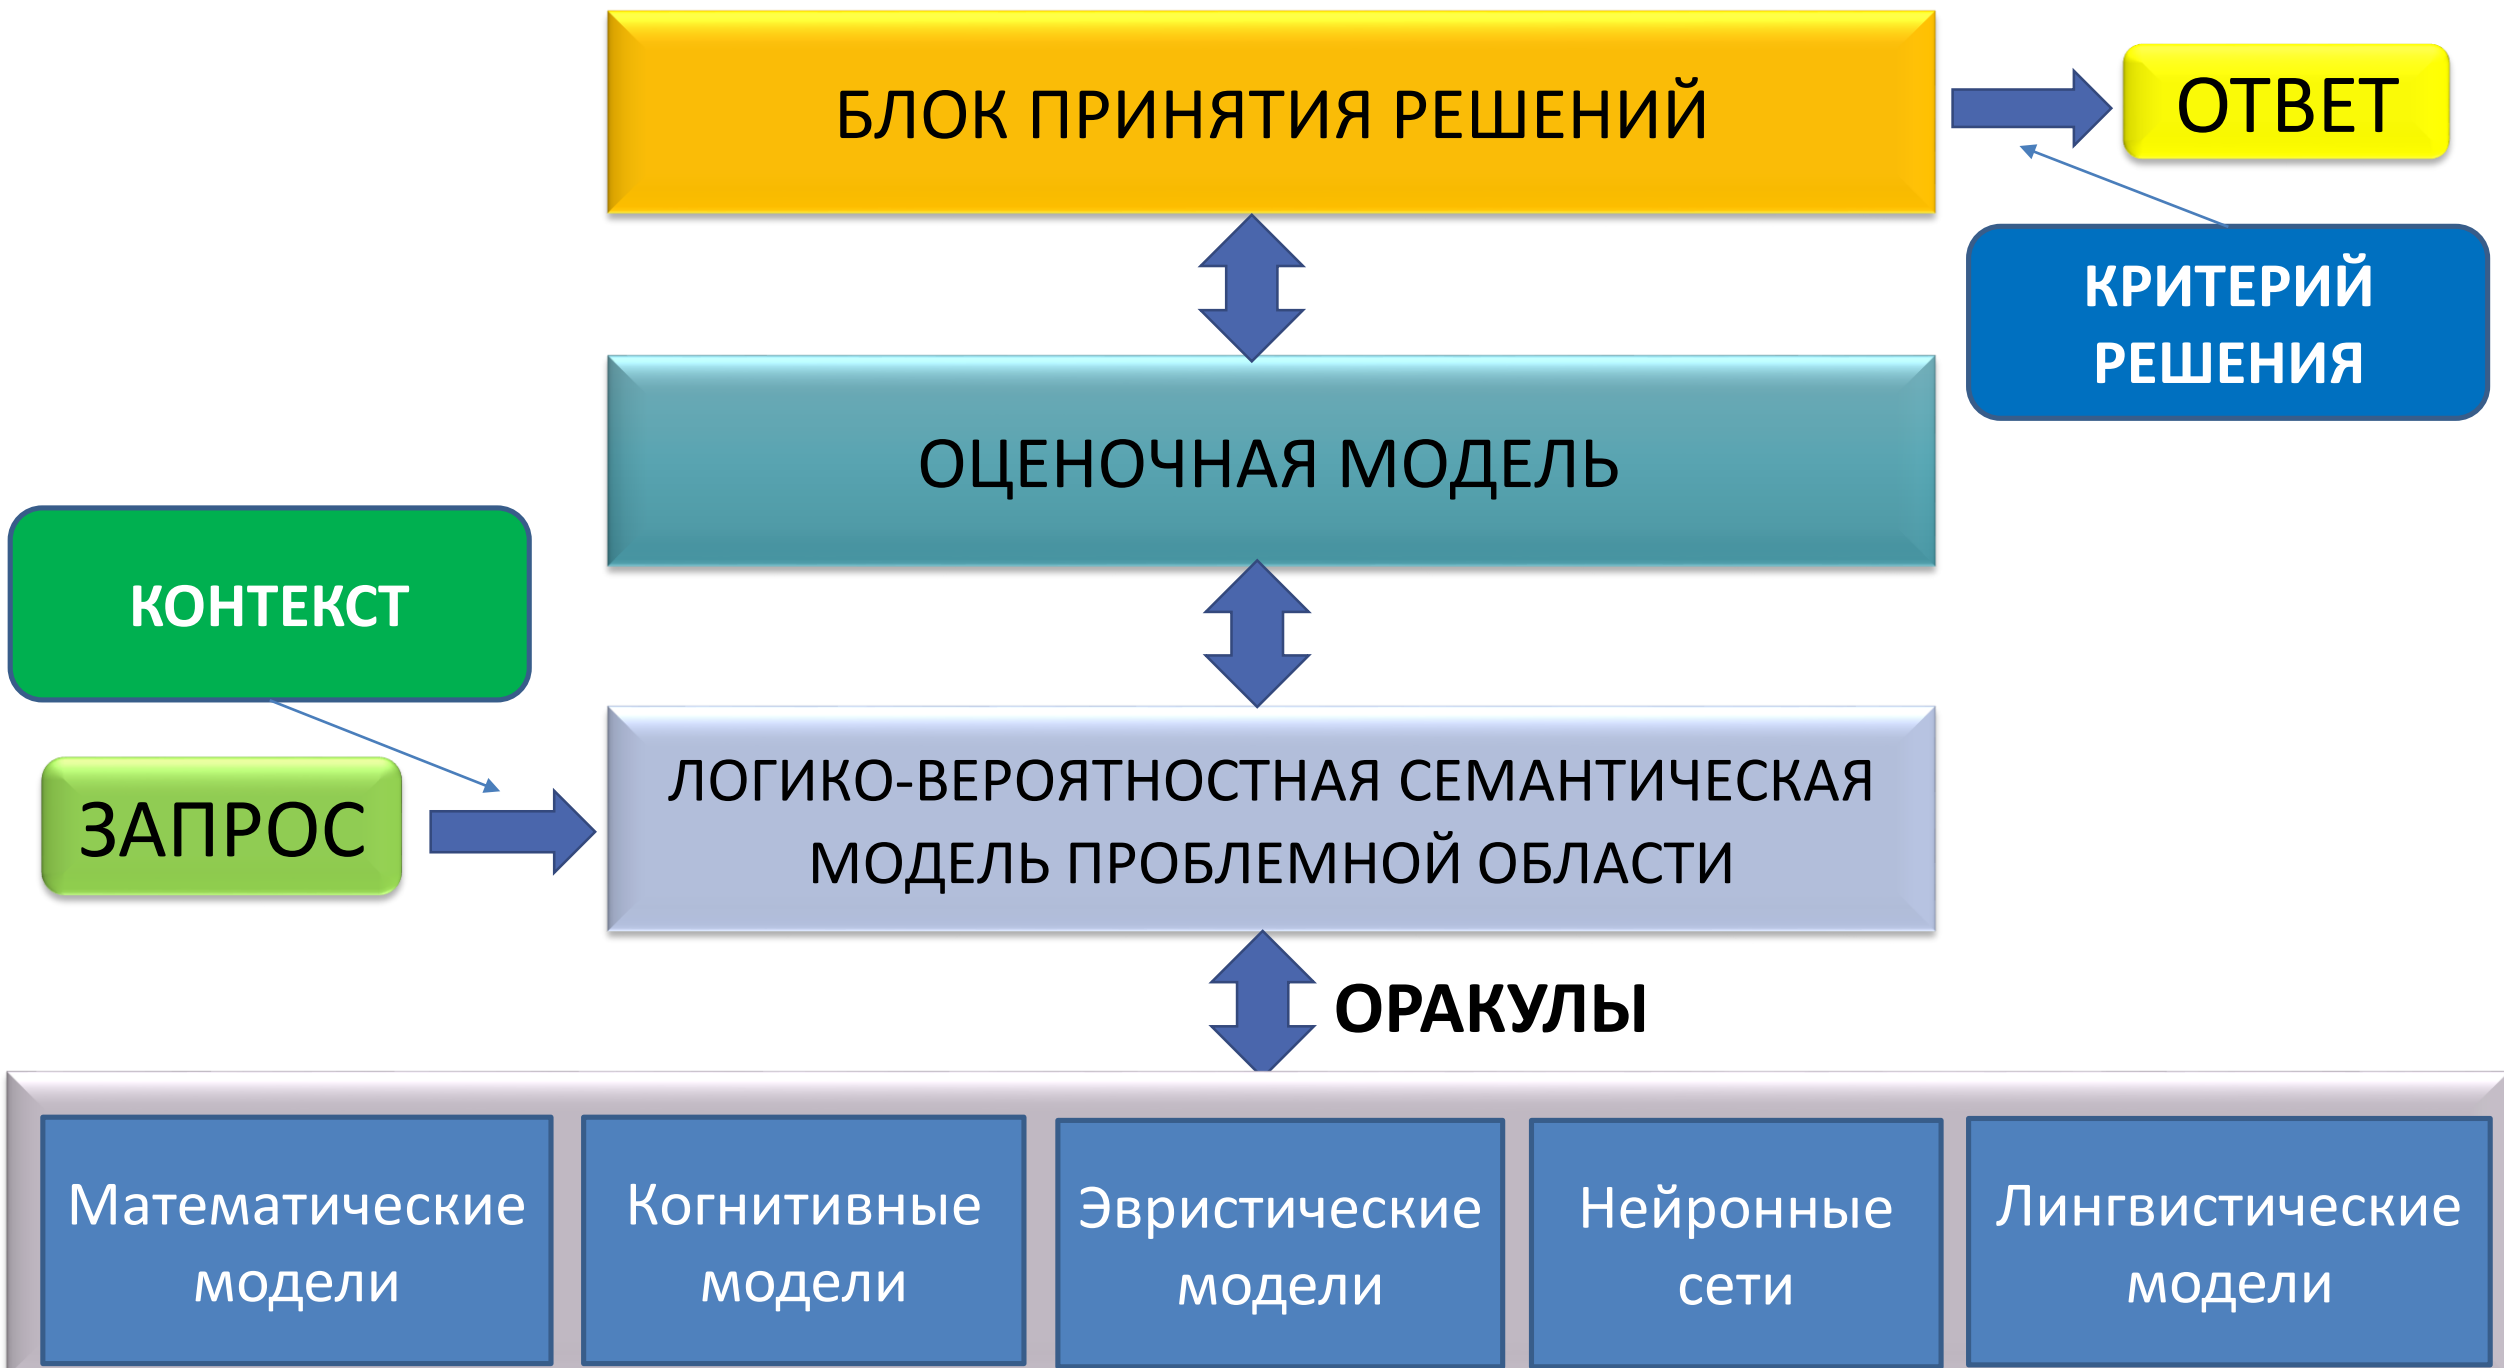 БЛОК ПРИНЯТИЯ РЕШЕНИЙ
ОТВЕТ
КРИТЕРИЙ
РЕШЕНИЯ
ОЦЕНОЧНАЯ МОДЕЛЬ
КОНТЕКСТ
ЗАПРОС
ЛОГИКО-ВЕРОЯТНОСТНАЯ СЕМАНТИЧЕСКАЯ
МОДЕЛЬ ПРОБЛЕМНОЙ ОБЛАСТИ
ОРАКУЛЫ
Математические
модели
Когнитивные
модели
Эвристические
модели
Нейронные
сети
Лингвистические
модели